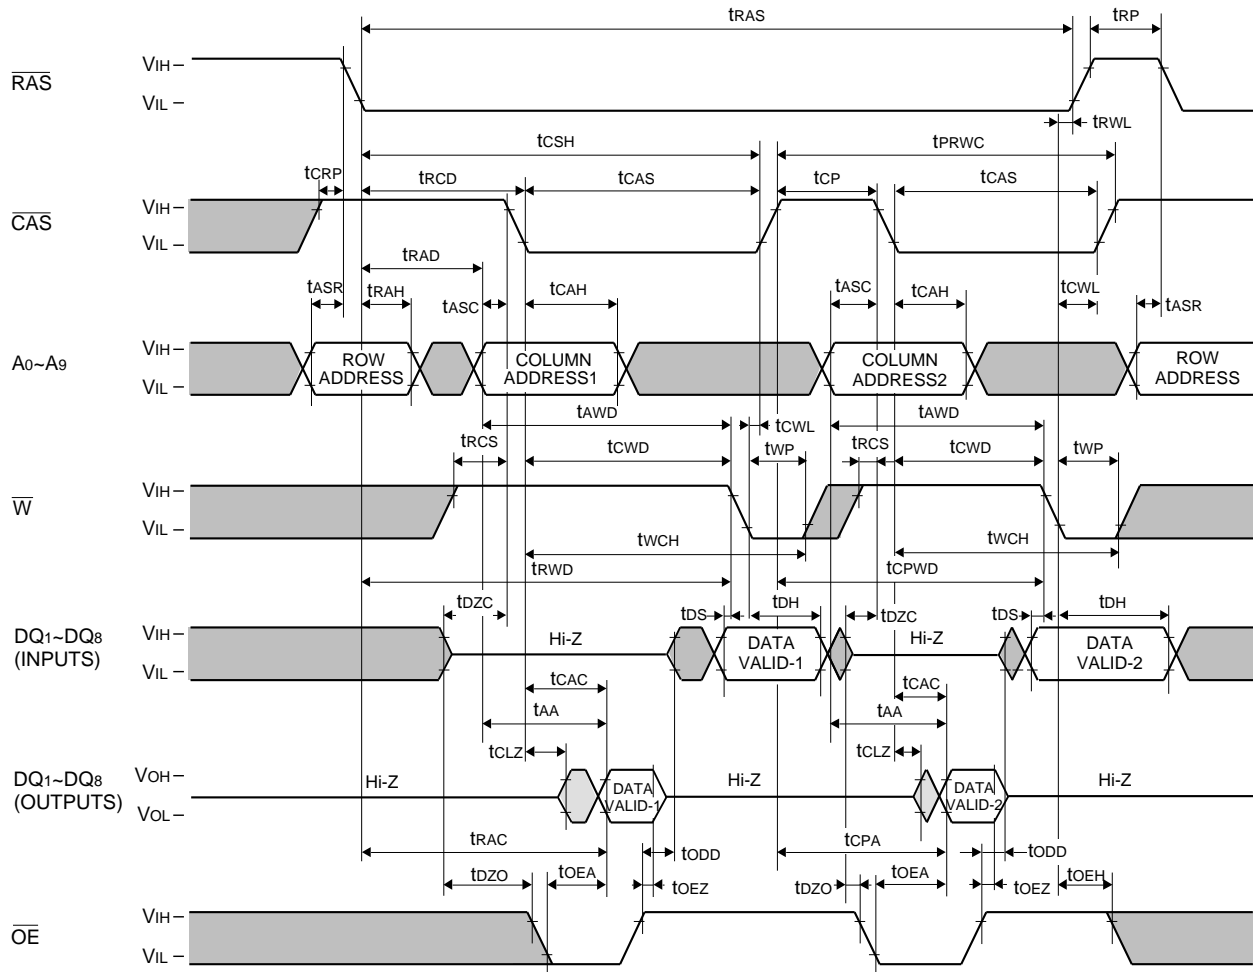 tRAS tRP
RAS VIH
VIL
tRWL
tCSH tPRWC
tCRP tRCD tCAS tCP tCAS
CAS VIH
VIL
tRAD
tASR tRAH tASC tCAH tASC tCAH tCWL tASR
A0~A9 VIH
VIL
ROW ADDRESS
COLUMN ADDRESS1
COLUMN ADDRESS2
ROW ADDRESS
tAWD tCWL tAWD
tRCS tCWD tWP tRCS tCWD tWP
W VIH
VIL
tWCH tWCH
tRWD tCPWD
tDZC tDS tDH tDZC tDS tDH
DQ1~DQ8 (INPUTS) VIH
VIL
Hi-Z
DATA VALID-1
Hi-Z
DATA VALID-2
tCAC tCAC
tAA tAA
tCLZ tCLZ
DQ1~DQ8 (OUTPUTS) VOH
VOL
Hi-Z
DATA VALID-1
Hi-Z
DATA VALID-2
Hi-Z
tRAC tODD tCPA tODD
tDZO tOEA tOEZ tDZO tOEA tOEZ tOEH
OE VIH
VIL